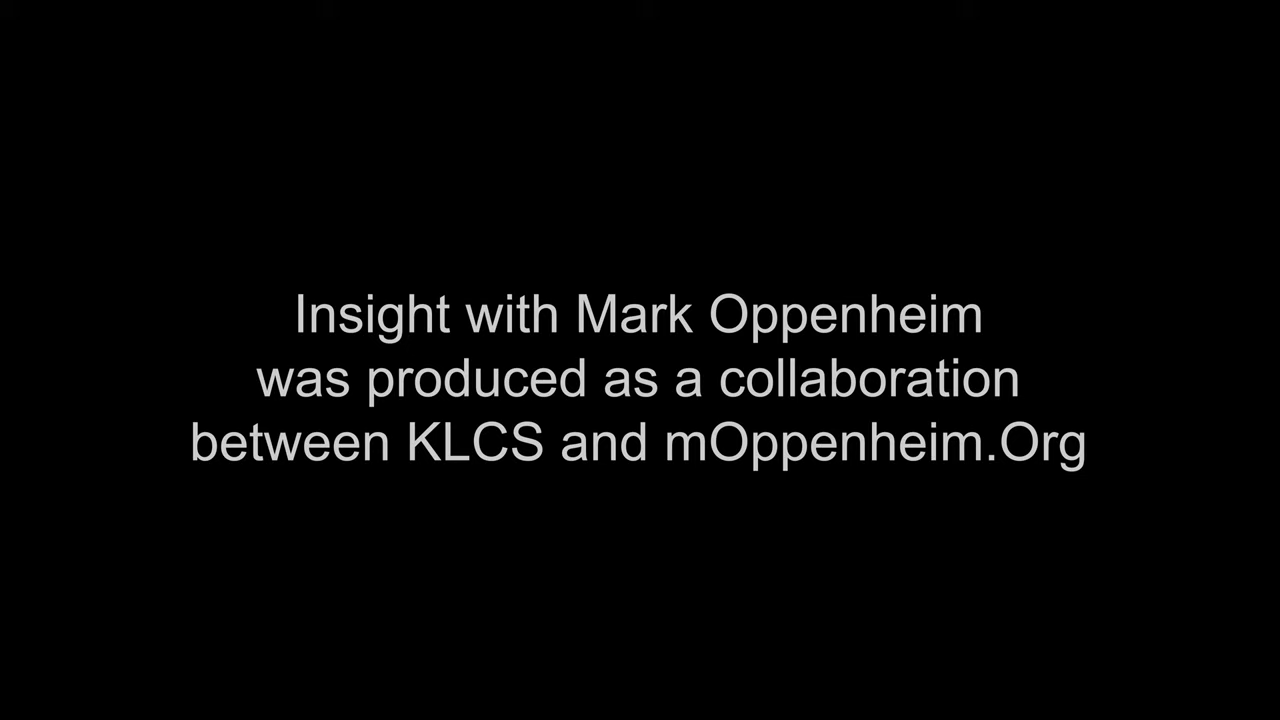 Insight with Mark Oppenheim
was produced as a collaboration
between KLCS and mOppenheim.Org